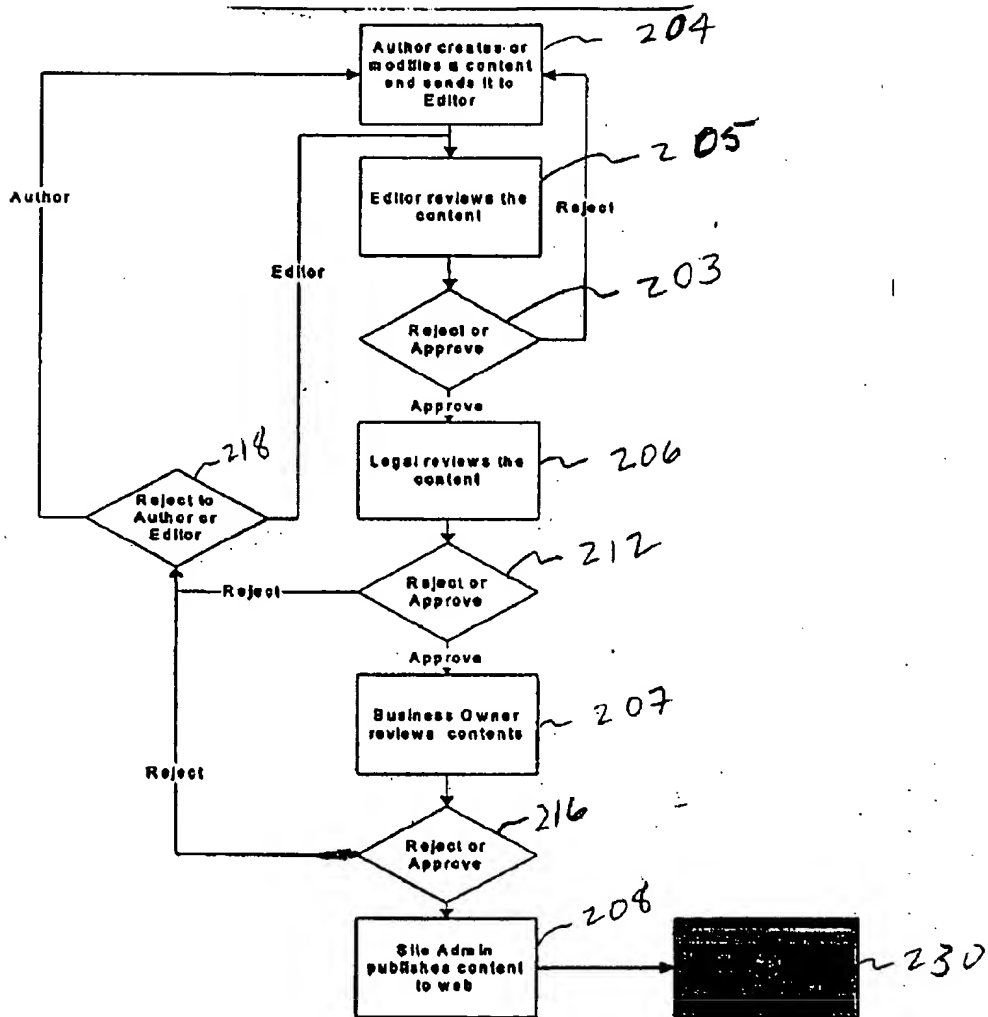 Author creates or
modifies a content
and sends it to
Editor
204
205
Author
Editor reviews the
content
Reject
Editor
203
Reject or
Approve
Approve
218
Legal reviews the
content
206
Reject to
Author or
Editor
212
Reject
Reject or
Approve
Approve
Business Owner
reviews contents
207
Reject
216
Reject or
Approve
208
Site Admin
publishes content
to web
230